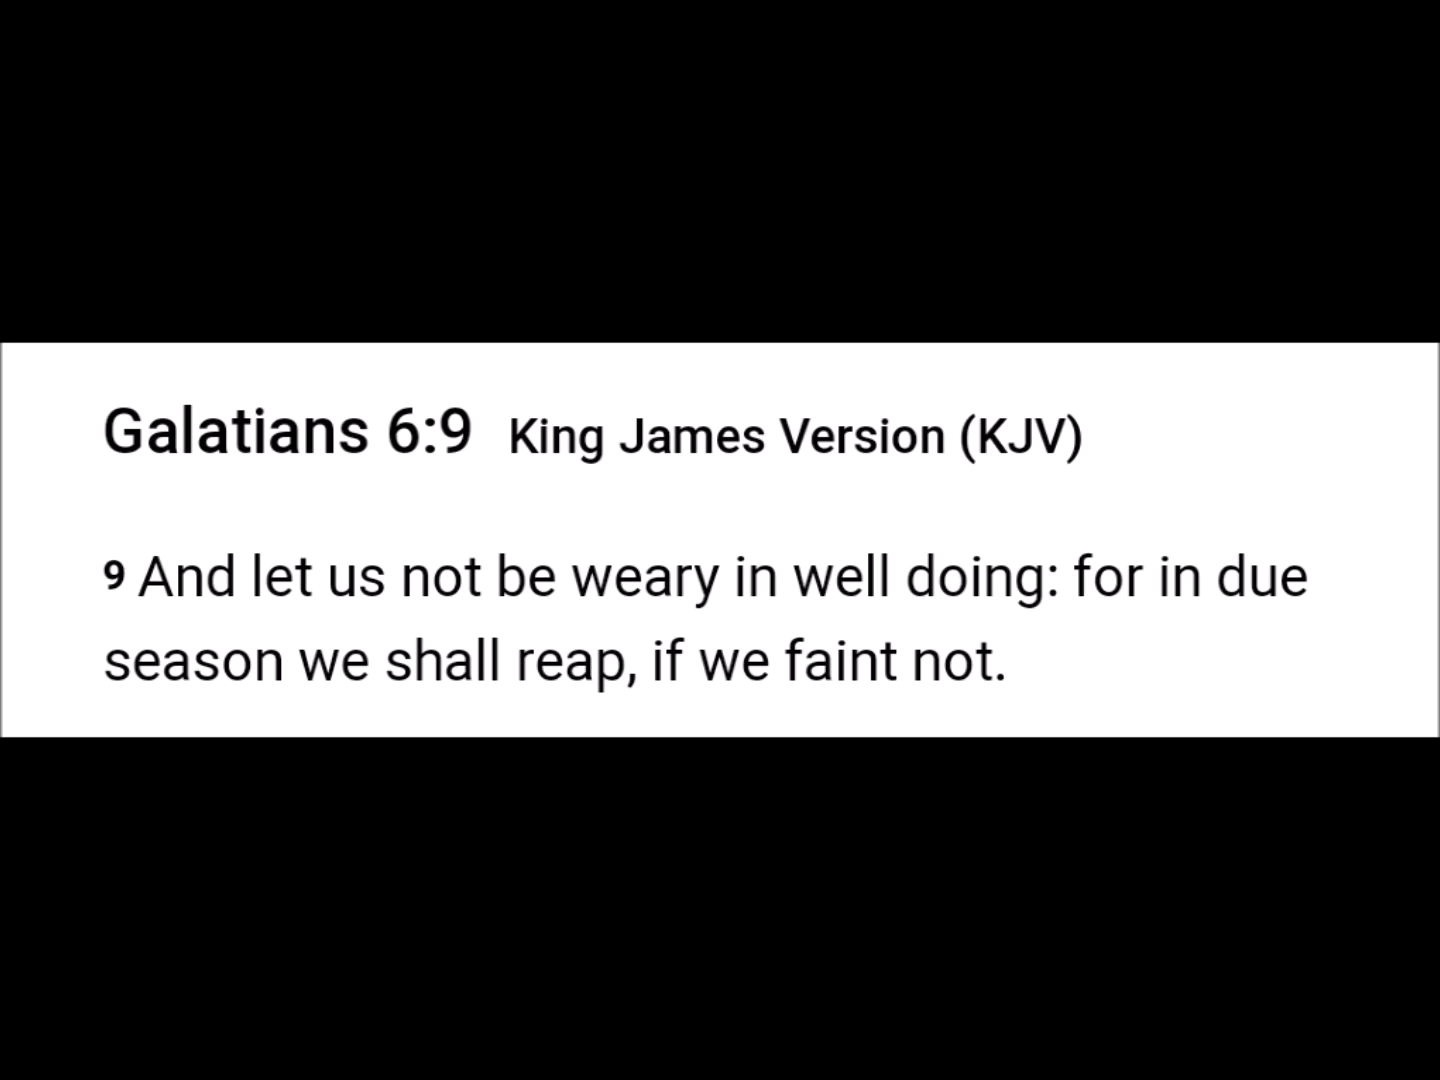 Galatians 6:9 King James Version (KJV)
9 And let us not be weary in well doing: for in due
season we shall reap, if we faint not.